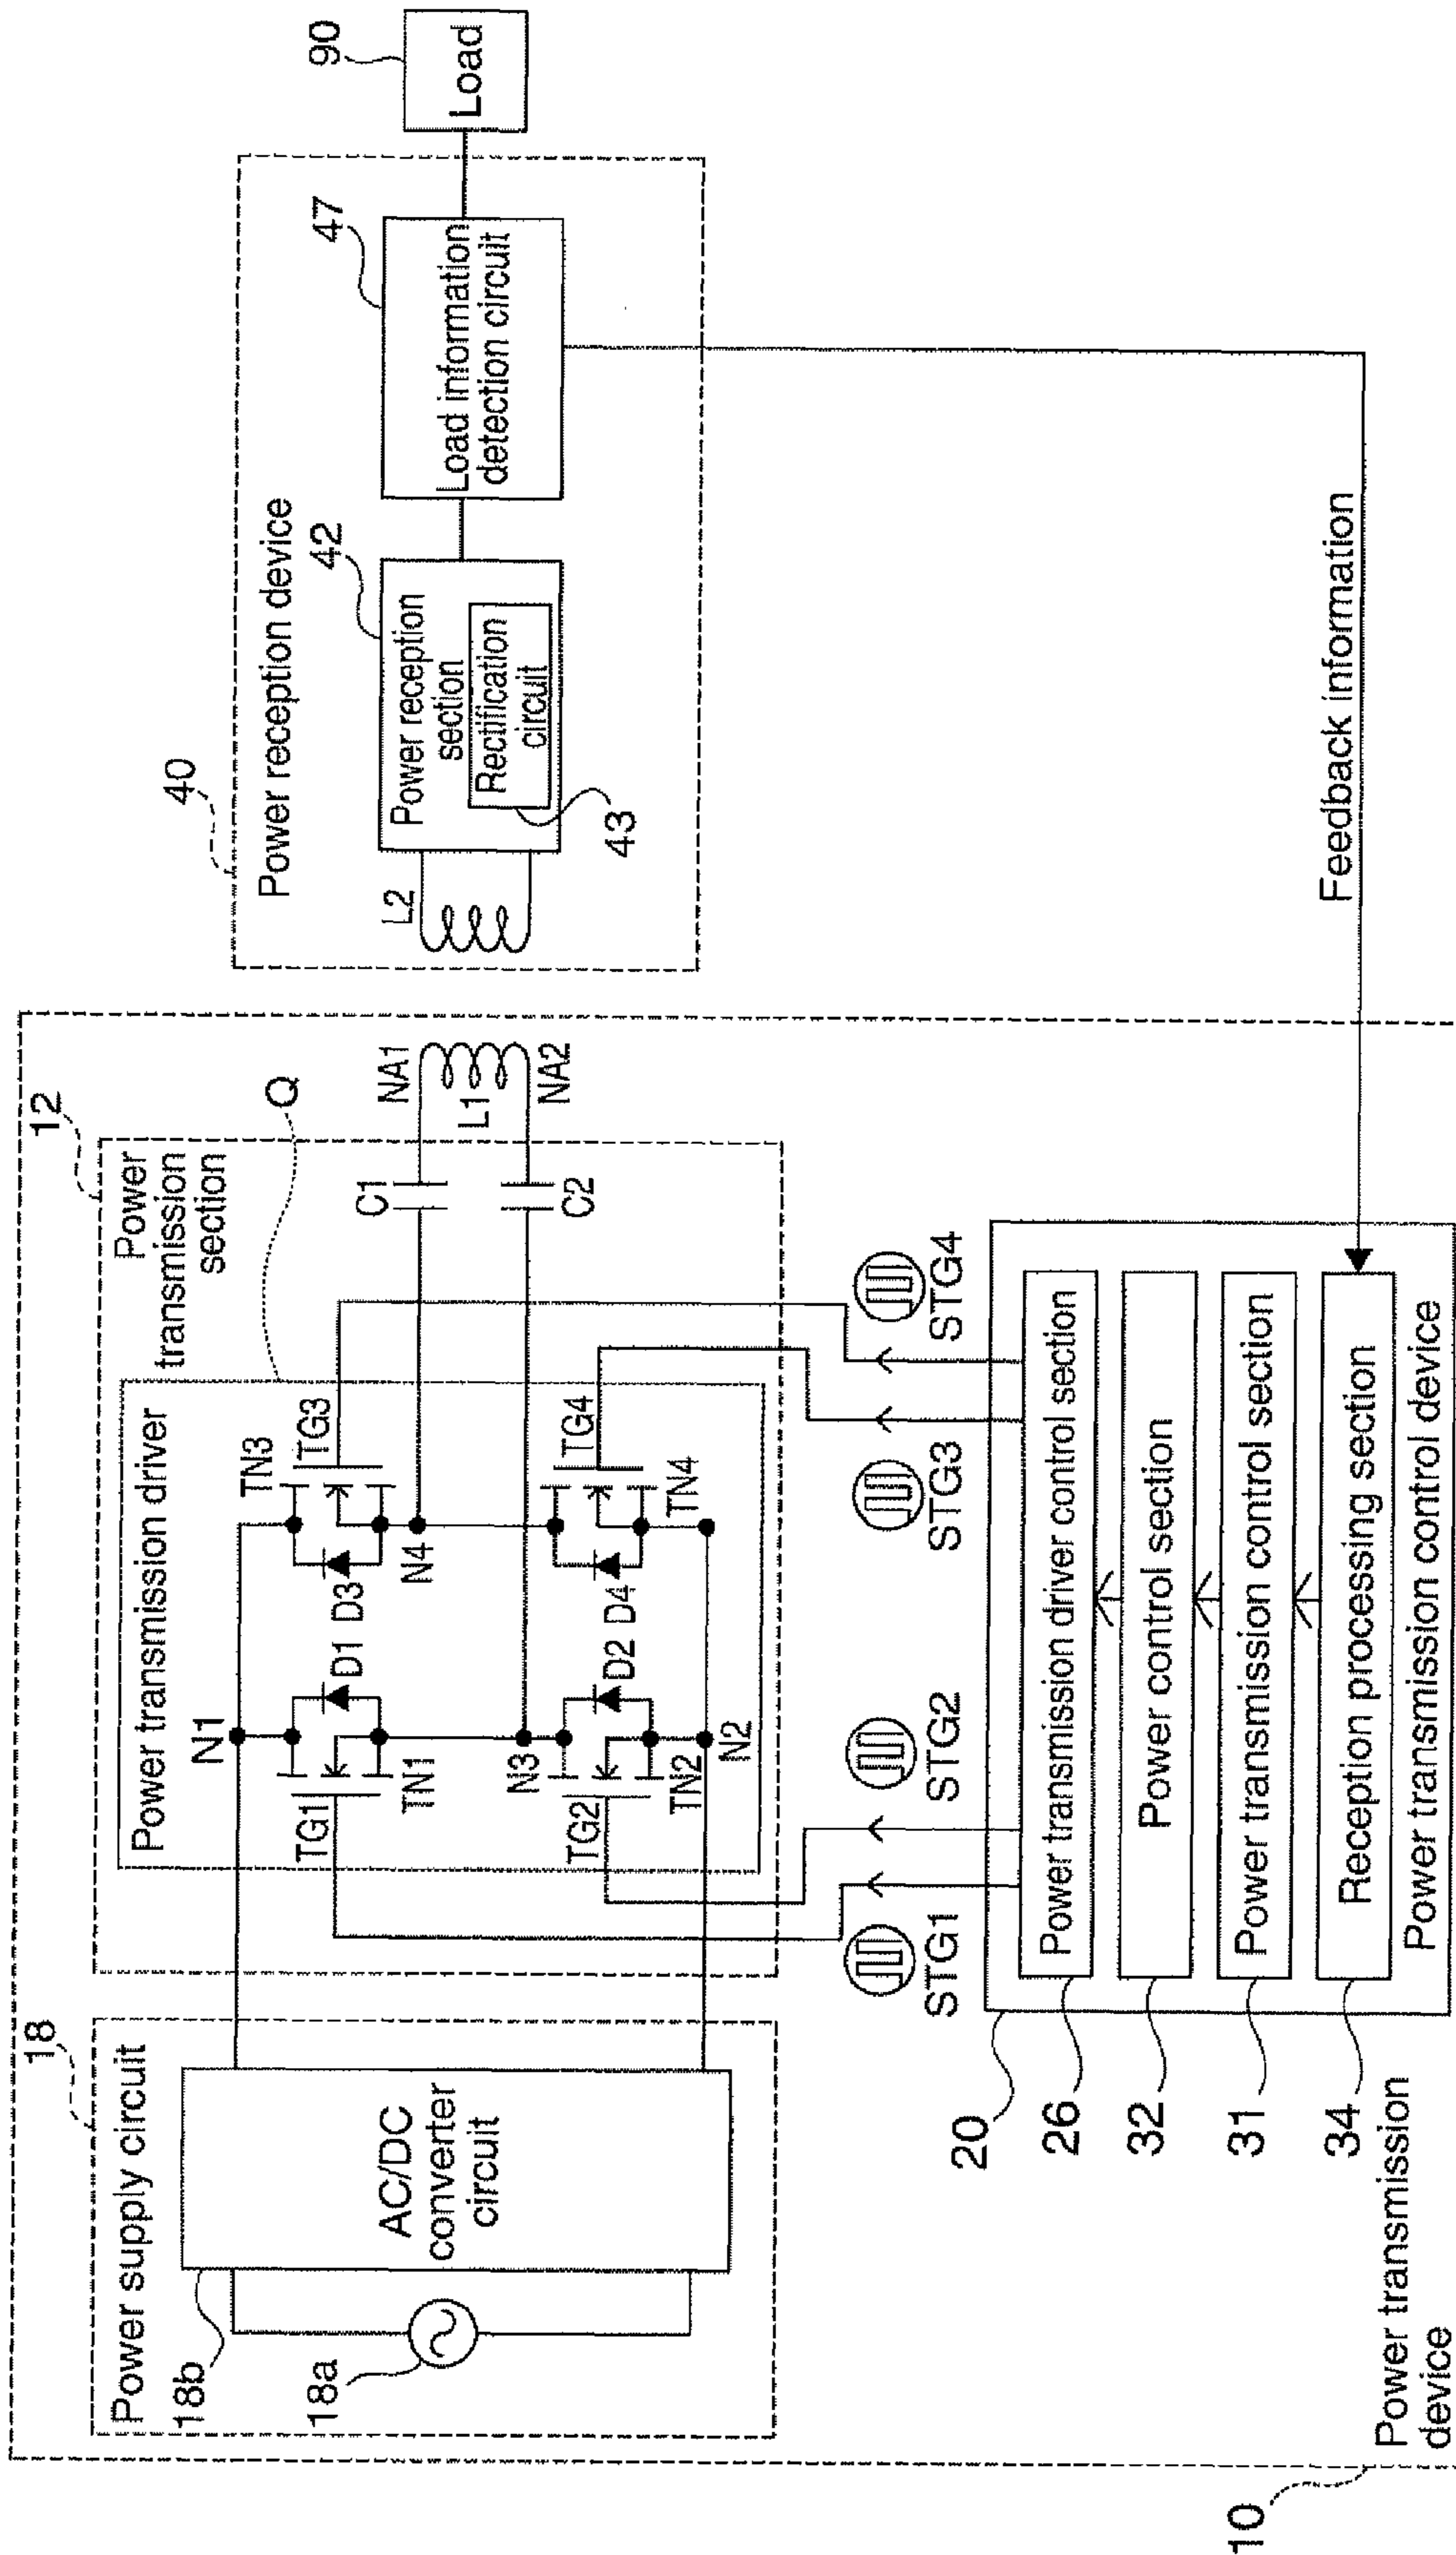 10
Power transmission
device
18
Power supply circuit
18b
18a
AC/DC
converter
circuit
12
Power
transmission
section
Q
Power transmission driver
N1
TG1
TN1
D1
D3
TN3
TG3
N4
N3
TG2
TN2
D2
D4
TN4
TG4
N2
C1
C2
NA1
L1
NA2
STG1
STG2
STG3
STG4
20
26
Power transmission driver control section
32
Power control section
31
Power transmission control section
34
Reception processing section
Power transmission control device
40
Power reception device
L2
42
Power reception
section
Rectification
circuit
43
47
Load information
detection circuit
90
Load
Feedback information